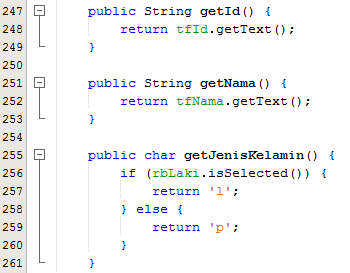 247 public String getId() {
248 return tfId.getText();
249 }
250
251 public String getNama() {
252 return tfNama.getText();
253 }
254
255 public char getJenisKelamin() {
256 if (rbLaki.isSelected()) {
257 return 'l';
258 } else {
259 return 'p';
260 }
261 }